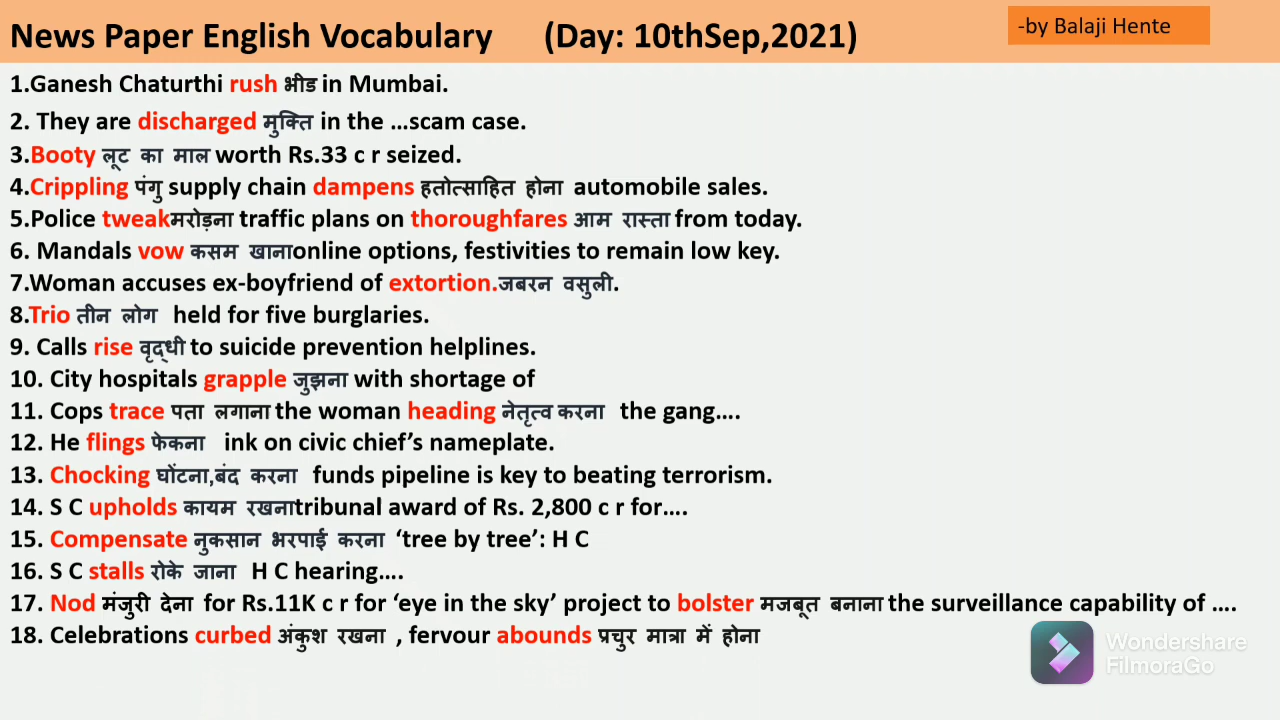 News Paper English Vocabulary (Day: 10thSep,2021)
-by Balaji Hente
1.Ganesh Chaturthi rush भीड in Mumbai.
2. They are discharged मुक्ति in the ...scam case.
3.Booty लूट का माल worth Rs.33 c r seized.
4.Crippling पंगु supply chain dampens हतोत्साहित होना automobile sales.
5.Police tweakमरोड़ना traffic plans on thoroughfares आम रास्ता from today.
6. Mandals vow कसम खानाonline options, festivities to remain low key.
7.Woman accuses ex-boyfriend of extortion.जबरन वसुली.
8.Trio तीन लोग held for five burglaries.
9. Calls rise वृद्धी to suicide prevention helplines.
10. City hospitals grapple जुझना with shortage of
11. Cops trace पता लगाना the woman heading नेतृत्व करना the gang....
12. He flings फेकना ink on civic chief’s nameplate.
13. Chocking घोंटना,बंद करना funds pipeline is key to beating terrorism.
14. S C upholds कायम रखनाtribunal award of Rs. 2,800 c r for....
15. Compensate नुकसान भरपाई करना ‘tree by tree’: H C
16. S C stalls रोके जाना H C hearing....
17. Nod मंजुरी देना for Rs.11K c r for ‘eye in the sky’ project to bolster मजबूत बनाना the surveillance capability of ....
18. Celebrations curbed अंकुश रखना , fervour abounds प्रचुर मात्रा में होना
Wondershare
FilmoraGo